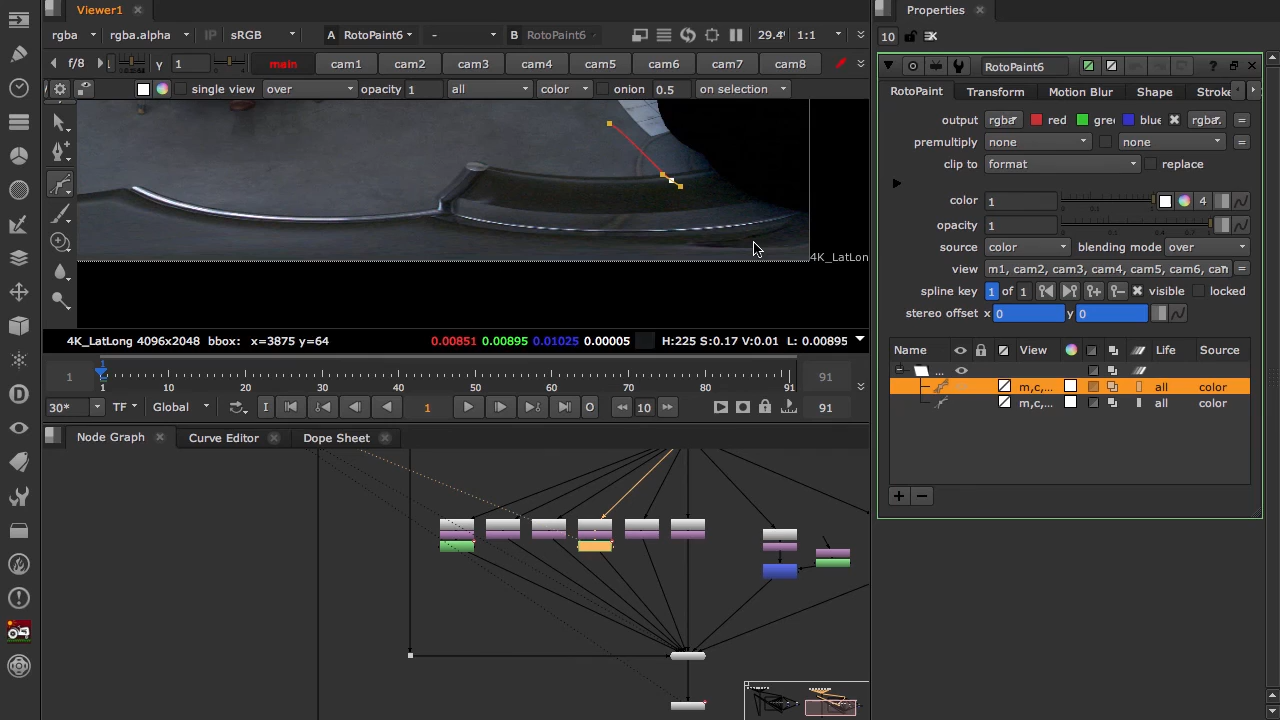 Viewer1
Properties
rgba rgba.alpha IP sRGB A RotoPaint6 - B RotoPaint6 29.4 1:1
10
f/8 1 γ 1 main cam1 cam2 cam3 cam4 cam5 cam6 cam7 cam8
RotoPaint6 ?
single view over opacity 1 all color onion 0.5 on selection
RotoPaint Transform Motion Blur Shape Stroke
output rgba red gree blue rgba. =
premultiply none none =
clip to format replace
color 1 4
opacity 1
source color blending mode over
view m1, cam2, cam3, cam4, cam5, cam6, cam =
spline key 1 of 1 visible locked
stereo offset x 0 y 0
4K_LatLon
4K_LatLong 4096x2048 bbox: x=3875 y=64 0.00851 0.00895 0.01025 0.00005 H:225 S:0.17 V:0.01 L: 0.00895
Name View Life Source
...
m,c,... all color
m,c,... all color
1 1 10 20 30 40 50 60 70 80 91 91
1
30* TF Global I 1 O 10 91
Node Graph Curve Editor Dope Sheet
D